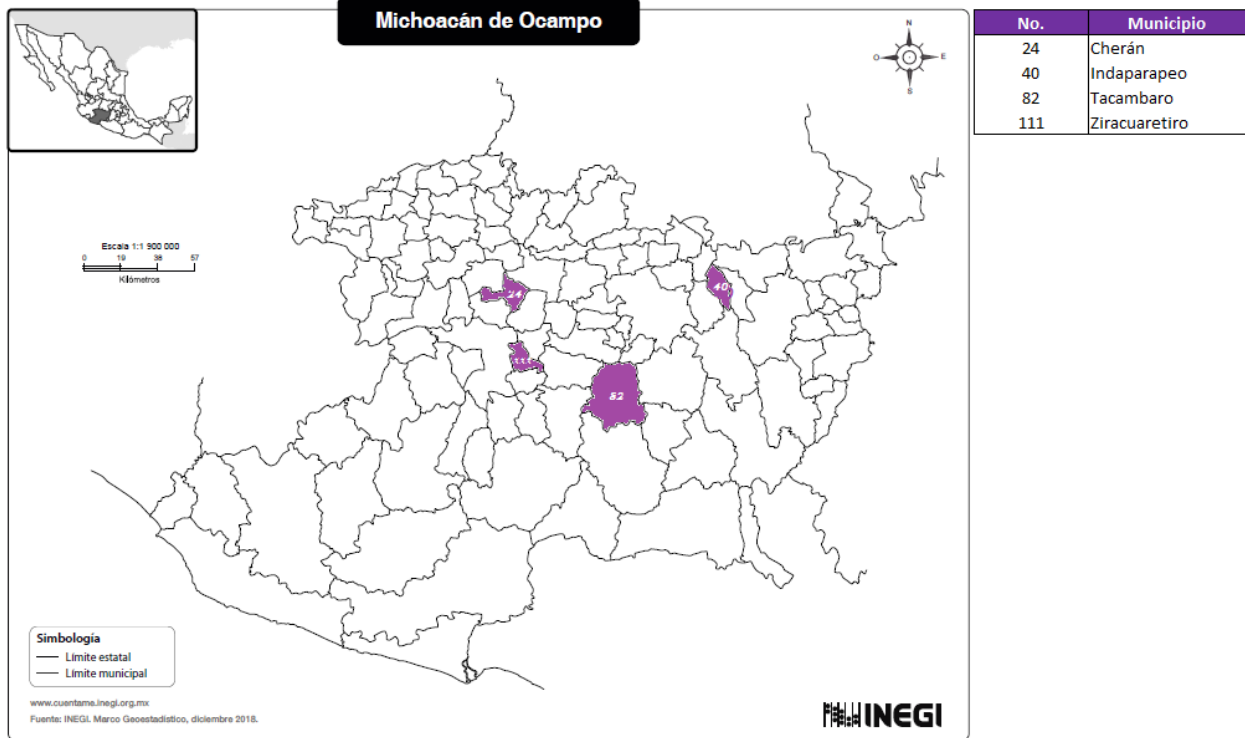 Michoacán de Ocampo
N
O
E
S
Escala 1:1 900 000
0 19 38 57
Kilómetros
24
40
111
82
Simbología
Límite estatal
Límite municipal
www.cuentame.inegi.org.mx
Fuente: INEGI. Marco Geoestadístico, diciembre 2018.
INEGI
No. Municipio
24 Cherán
40 Indaparapeo
82 Tacambaro
111 Ziracuaretiro